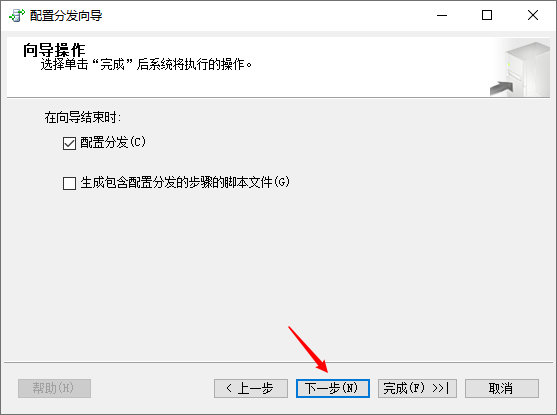 配置分发向导
向导操作
选择单击“完成”后系统将执行的操作。
在向导结束时:
配置分发(C)
生成包含配置分发的步骤的脚本文件(G)
帮助(H)
< 上一步
下一步(N)
完成(F) >>|
取消